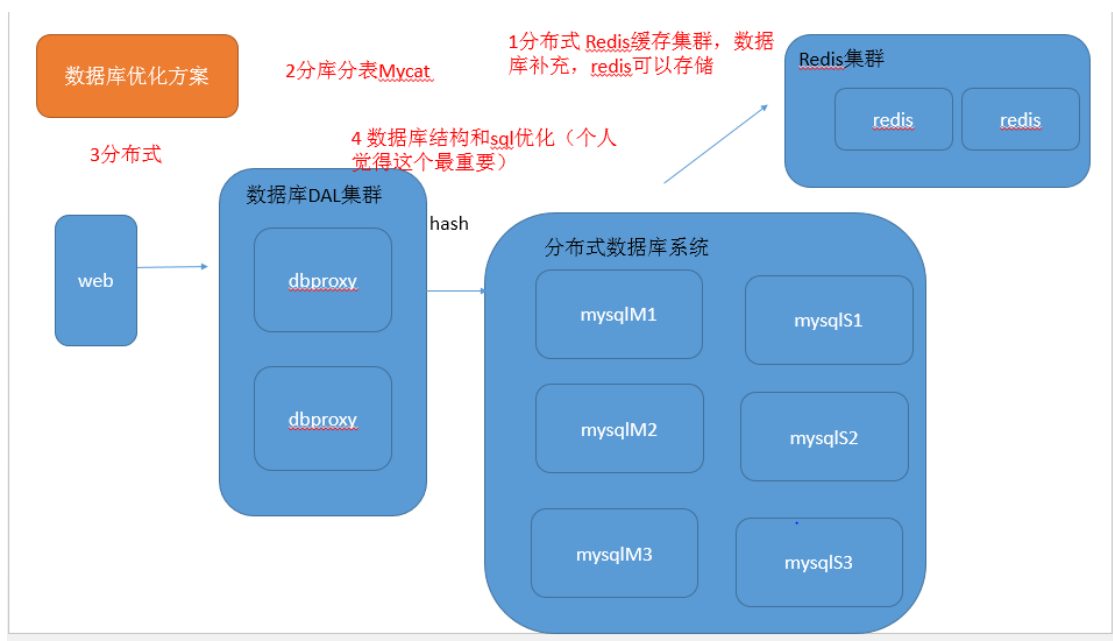 数据库优化方案
2分库分表Mycat
1分布式 Redis缓存集群，数据
库补充，redis可以存储
Redis集群
redis
redis
3分布式
4 数据库结构和sql优化（个人
觉得这个最重要）
数据库DAL集群
hash
web
dbproxy
dbproxy
分布式数据库系统
mysqlM1
mysqlS1
mysqlM2
mysqlS2
mysqlM3
mysqlS3